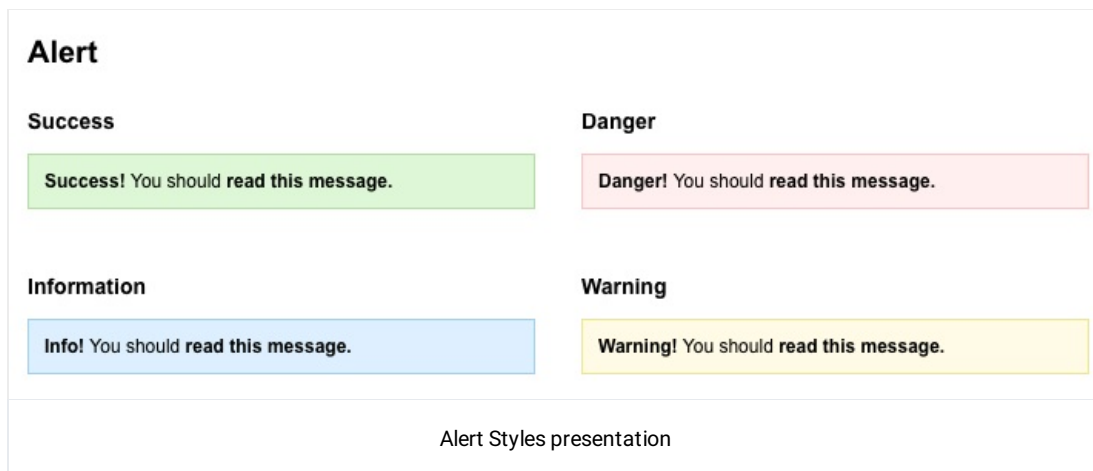 Alert
Success
Success! You should read this message.
Danger
Danger! You should read this message.
Information
Info! You should read this message.
Warning
Warning! You should read this message.
Alert Styles presentation